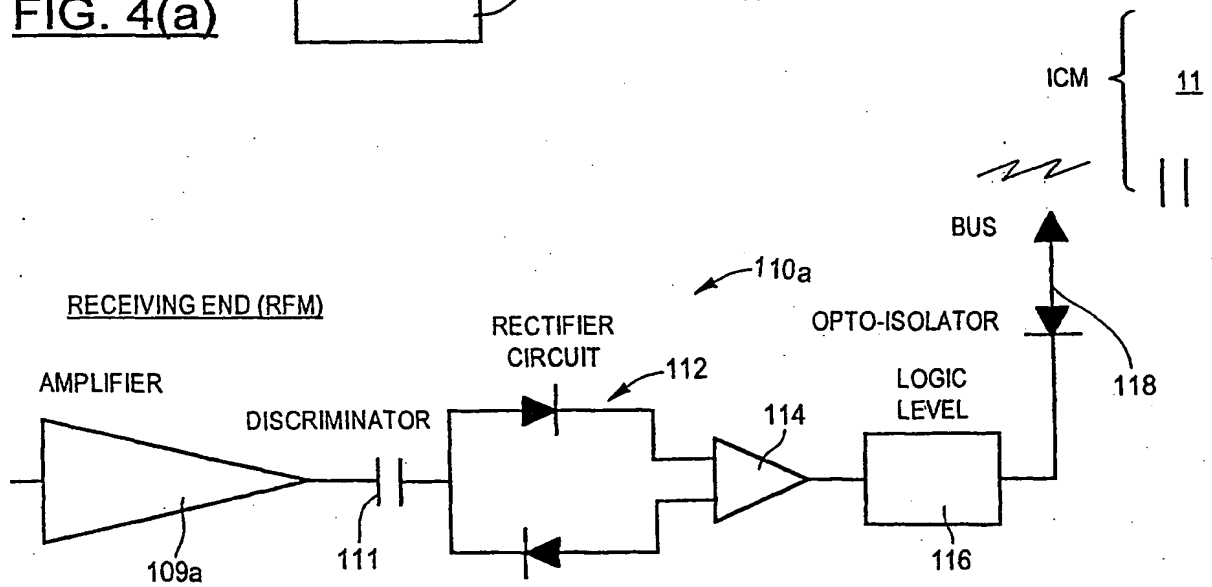 FIG. 4(a)
ICM
11
BUS
110a
RECEIVING END (RFM)
RECTIFIER
CIRCUIT
OPTO-ISOLATOR
112
118
AMPLIFIER
LOGIC
LEVEL
DISCRIMINATOR
114
109a
111
116